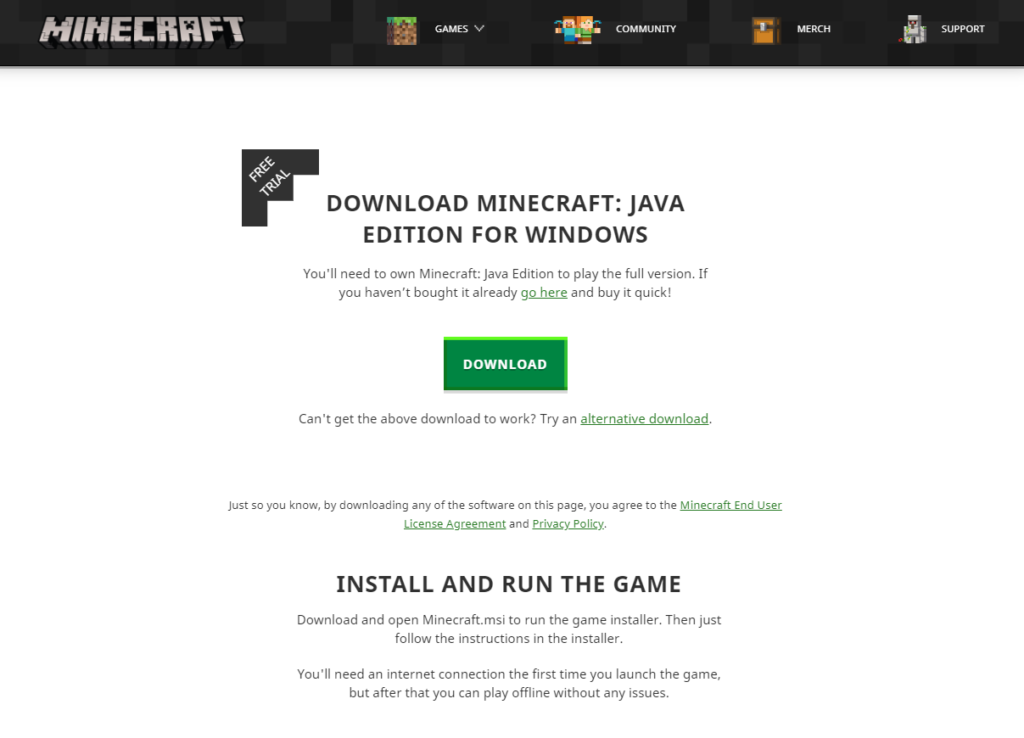 MINECRAFT
GAMES
COMMUNITY
MERCH
SUPPORT
FREE
TRIAL
DOWNLOAD MINECRAFT: JAVA
EDITION FOR WINDOWS
You'll need to own Minecraft: Java Edition to play the full version. If
you haven’t bought it already go here and buy it quick!
DOWNLOAD
Can't get the above download to work? Try an alternative download.
Just so you know, by downloading any of the software on this page, you agree to the Minecraft End User
License Agreement and Privacy Policy.
INSTALL AND RUN THE GAME
Download and open Minecraft.msi to run the game installer. Then just
follow the instructions in the installer.
You'll need an internet connection the first time you launch the game,
but after that you can play offline without any issues.